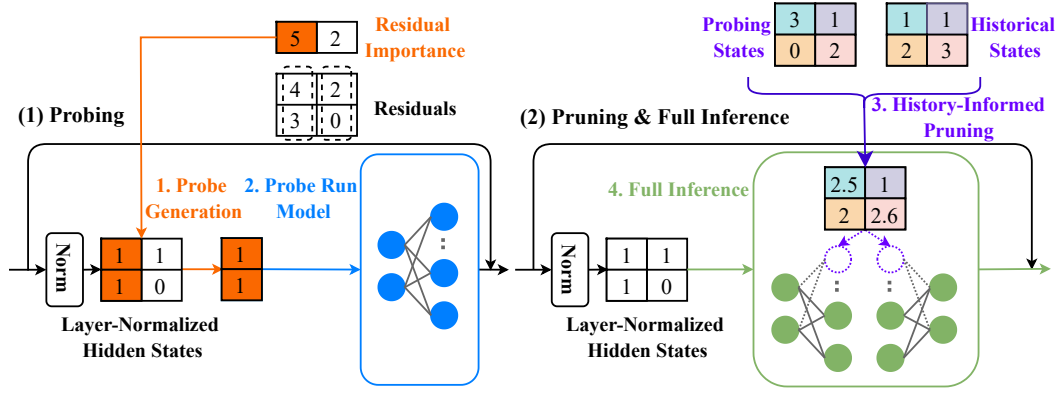 5 2
Residual
Importance
4 2
3 0
Residuals
(1) Probing
1. Probe
Generation
2. Probe Run
Model
Norm
1 1
1 0
1
1
Layer-Normalized
Hidden States
Probing
States
3 1
0 2
1 1
2 3
Historical
States
3. History-Informed
Pruning
(2) Pruning & Full Inference
4. Full Inference
2.5 1
2 2.6
Norm
1 1
1 0
Layer-Normalized
Hidden States